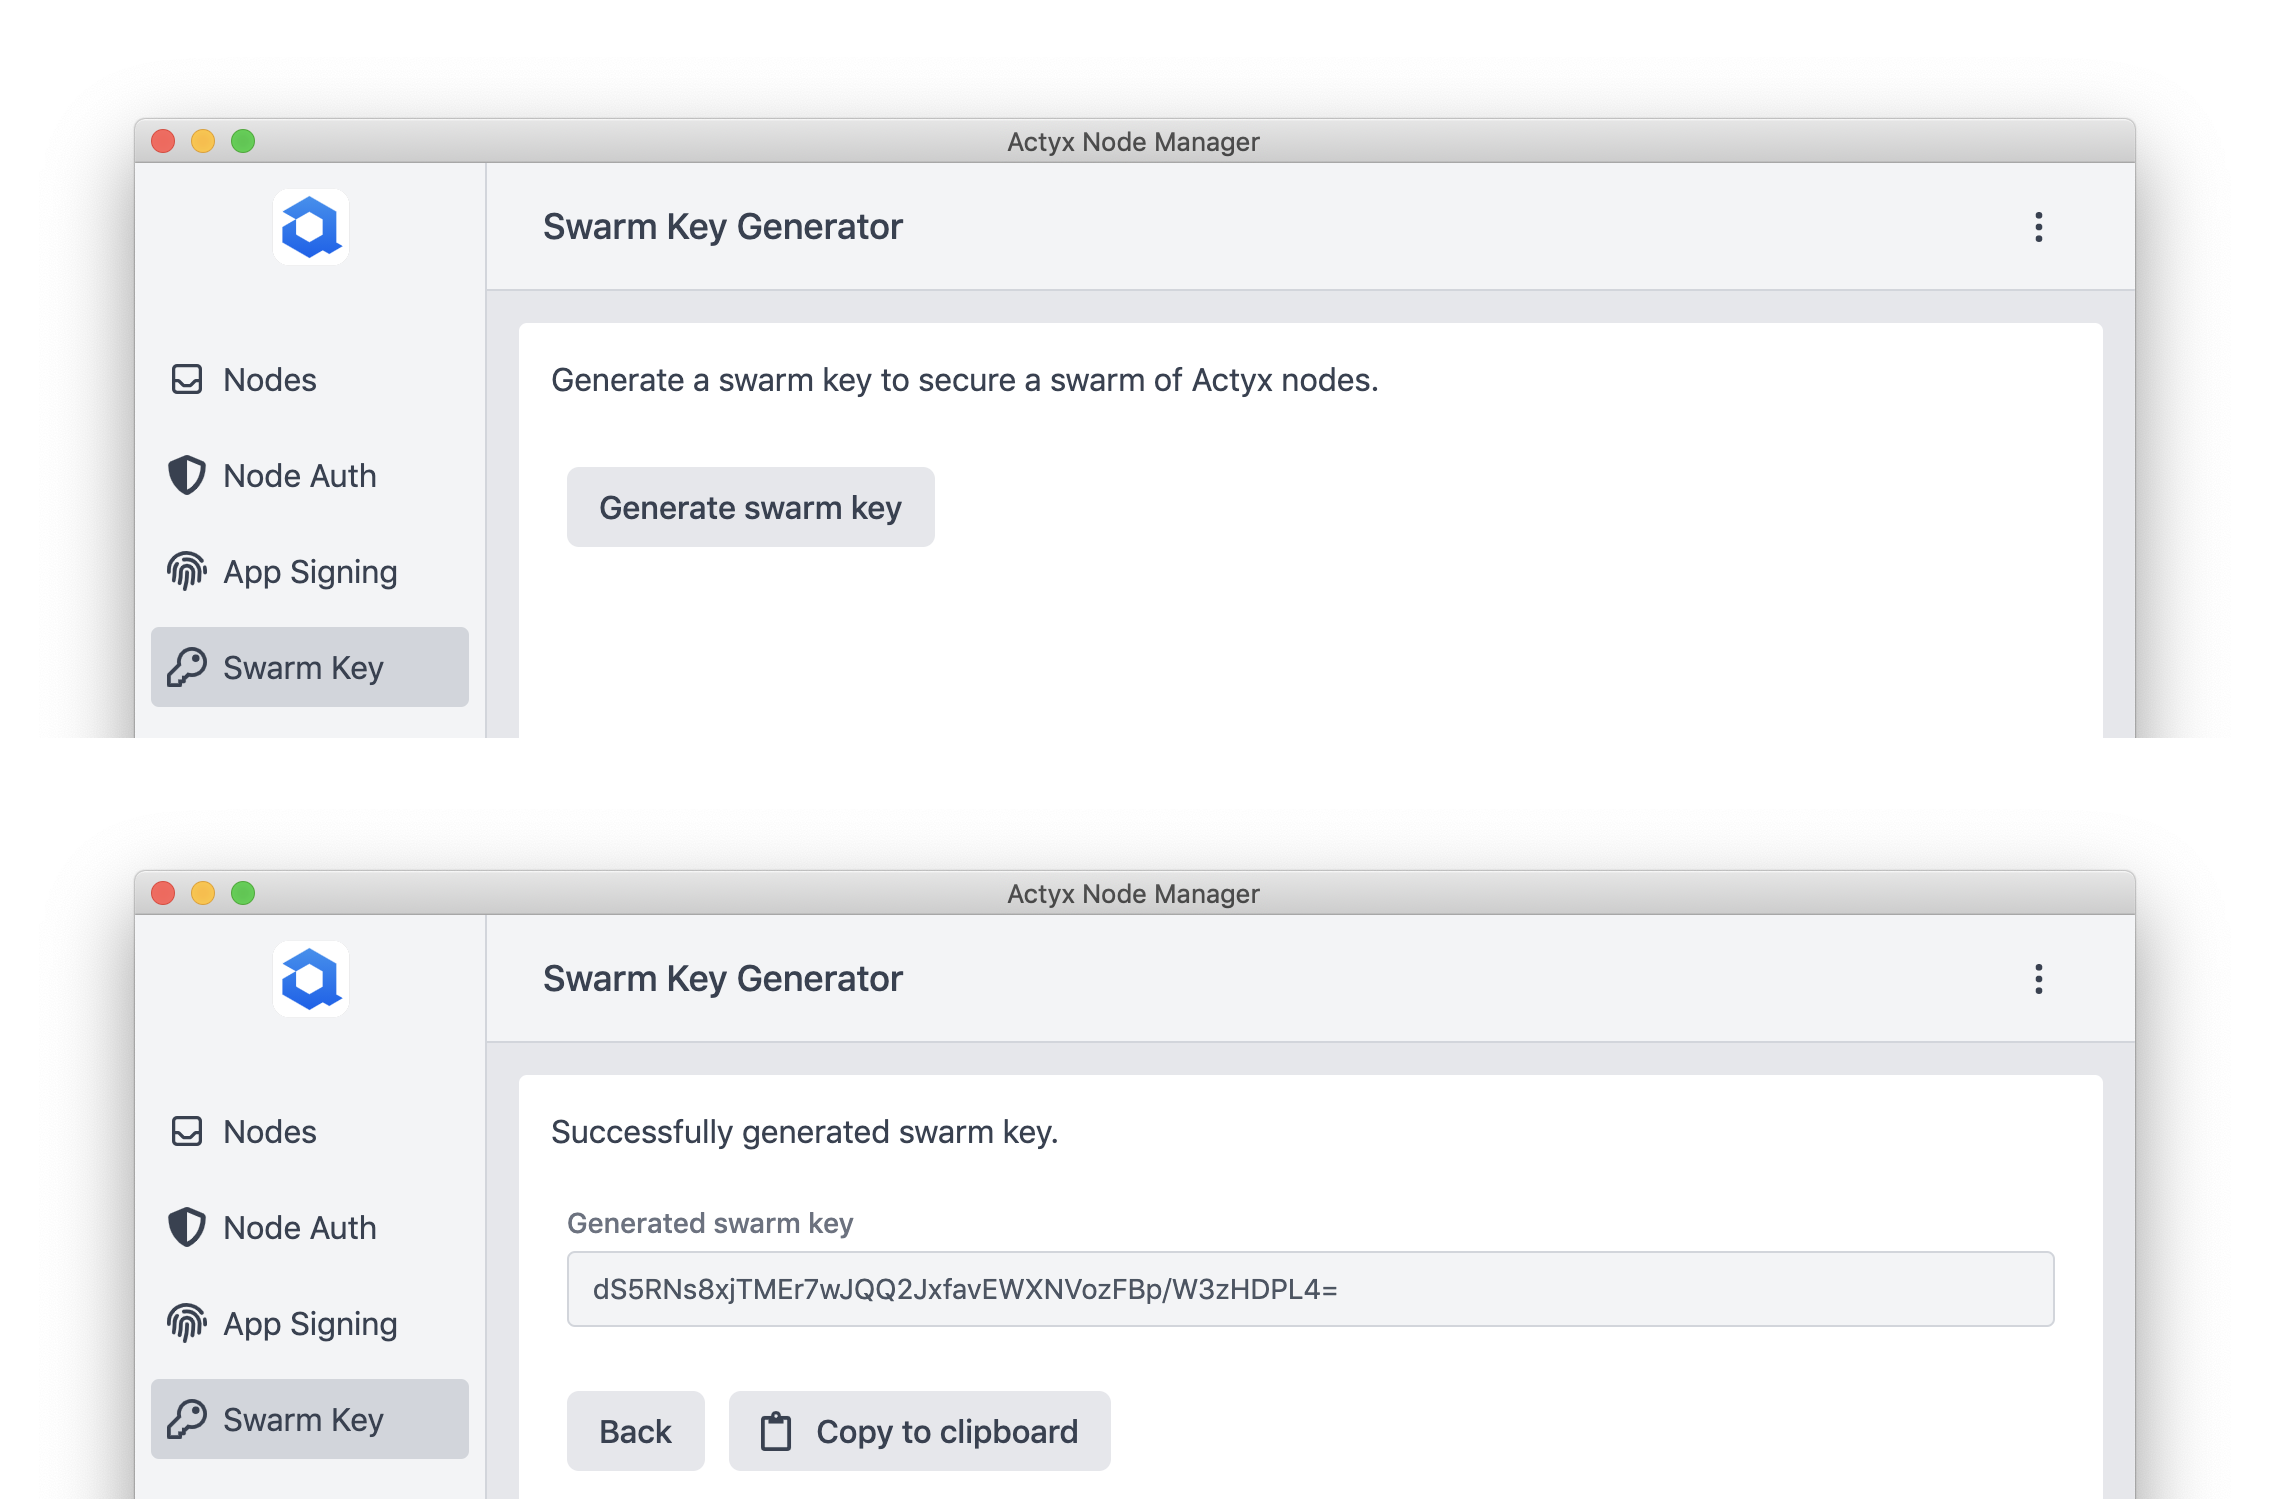 Actyx Node Manager
Swarm Key Generator
Nodes
Node Auth
App Signing
Swarm Key
Generate a swarm key to secure a swarm of Actyx nodes.
Generate swarm key
Actyx Node Manager
Swarm Key Generator
Nodes
Node Auth
App Signing
Swarm Key
Successfully generated swarm key.
Generated swarm key
dS5RNs8xjTMEr7wJQQ2JxfavEWXNVozFBp/W3zHDPL4=
Back
Copy to clipboard